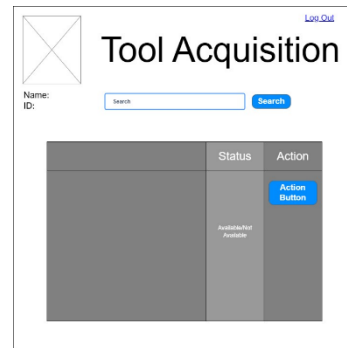 Log Out
Tool Acquisition
Name:
ID:
Search
Search
Status
Action
Action
Button
Available/Not
Available